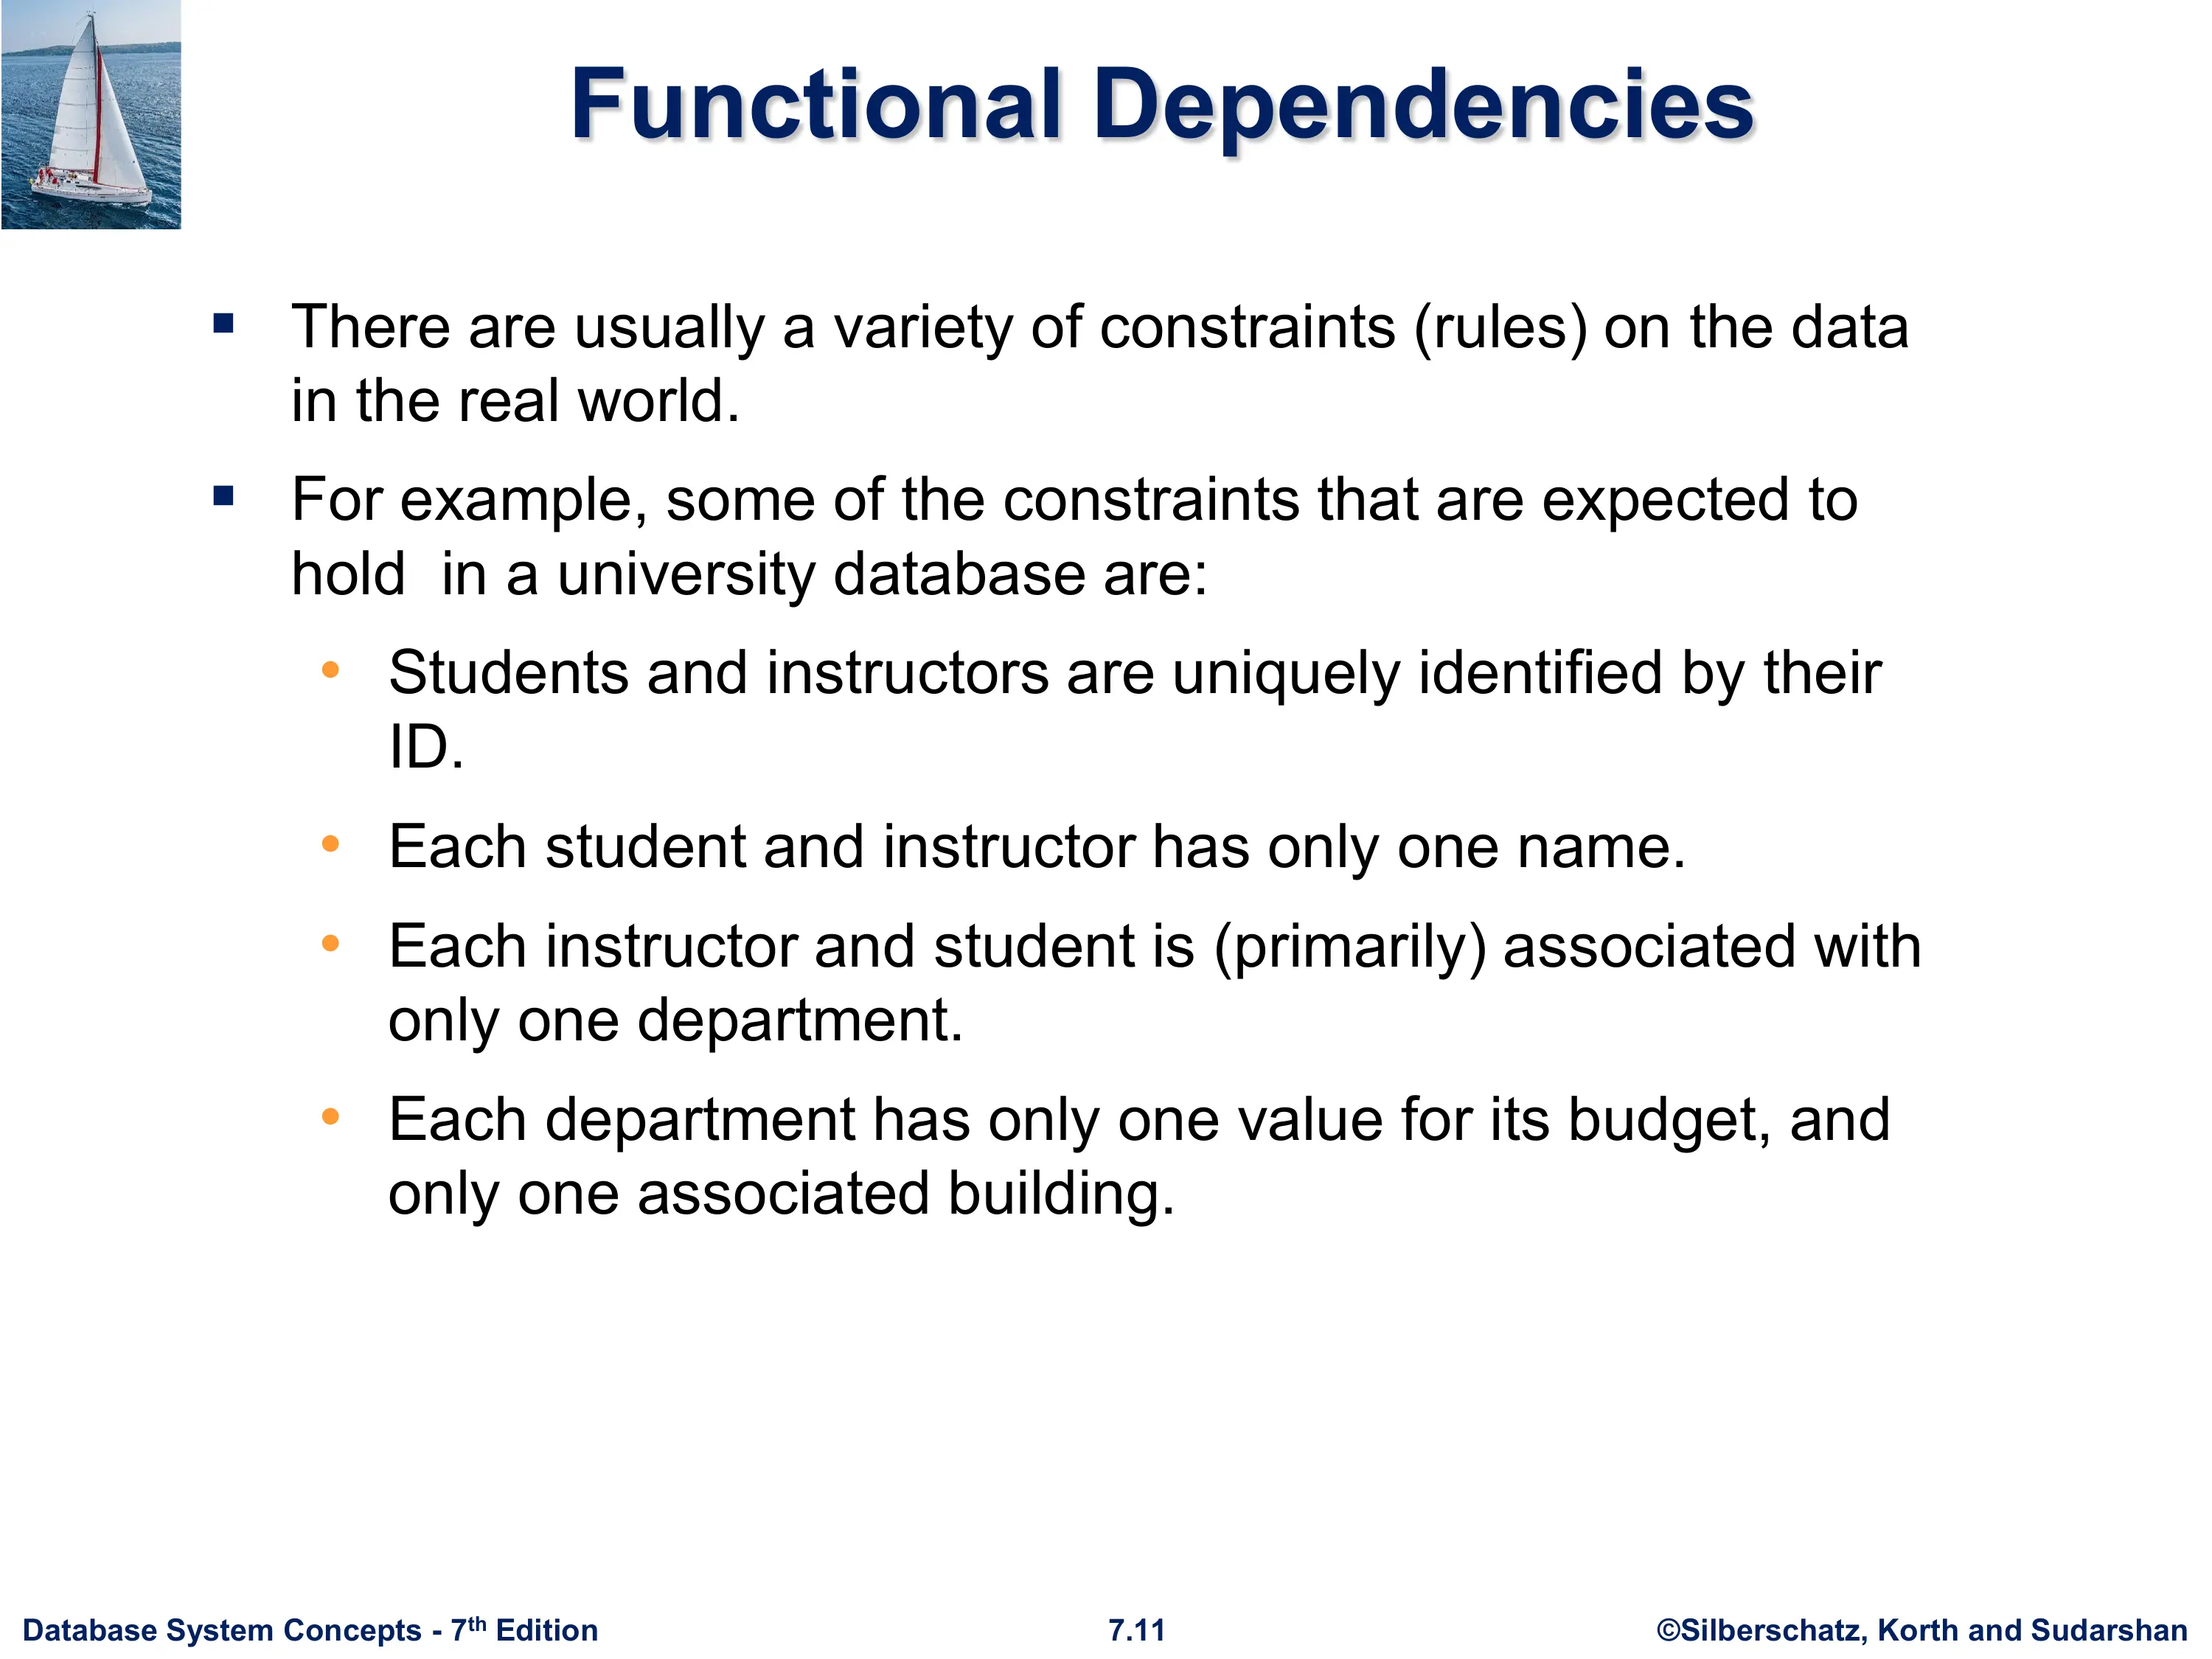 Functional Dependencies
▪ There are usually a variety of constraints (rules) on the data
in the real world.
▪ For example, some of the constraints that are expected to
hold  in a university database are:
• Students and instructors are uniquely identified by their
ID.
• Each student and instructor has only one name.
• Each instructor and student is (primarily) associated with
only one department.
• Each department has only one value for its budget, and
only one associated building.
Database System Concepts - 7th Edition
7.11
©Silberschatz, Korth and Sudarshan